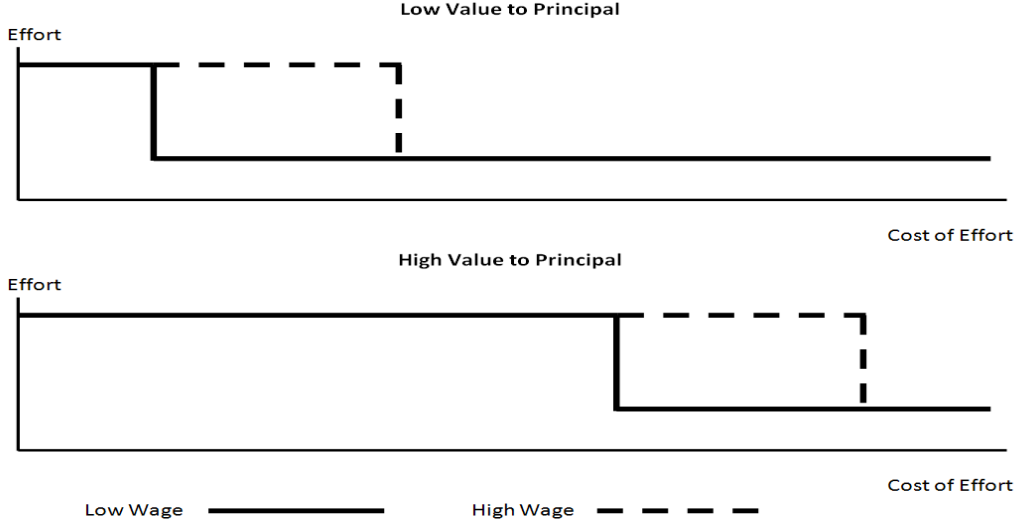 Low Value to Principal
Effort
Cost of Effort
High Value to Principal
Effort
Cost of Effort
Low Wage
High Wage